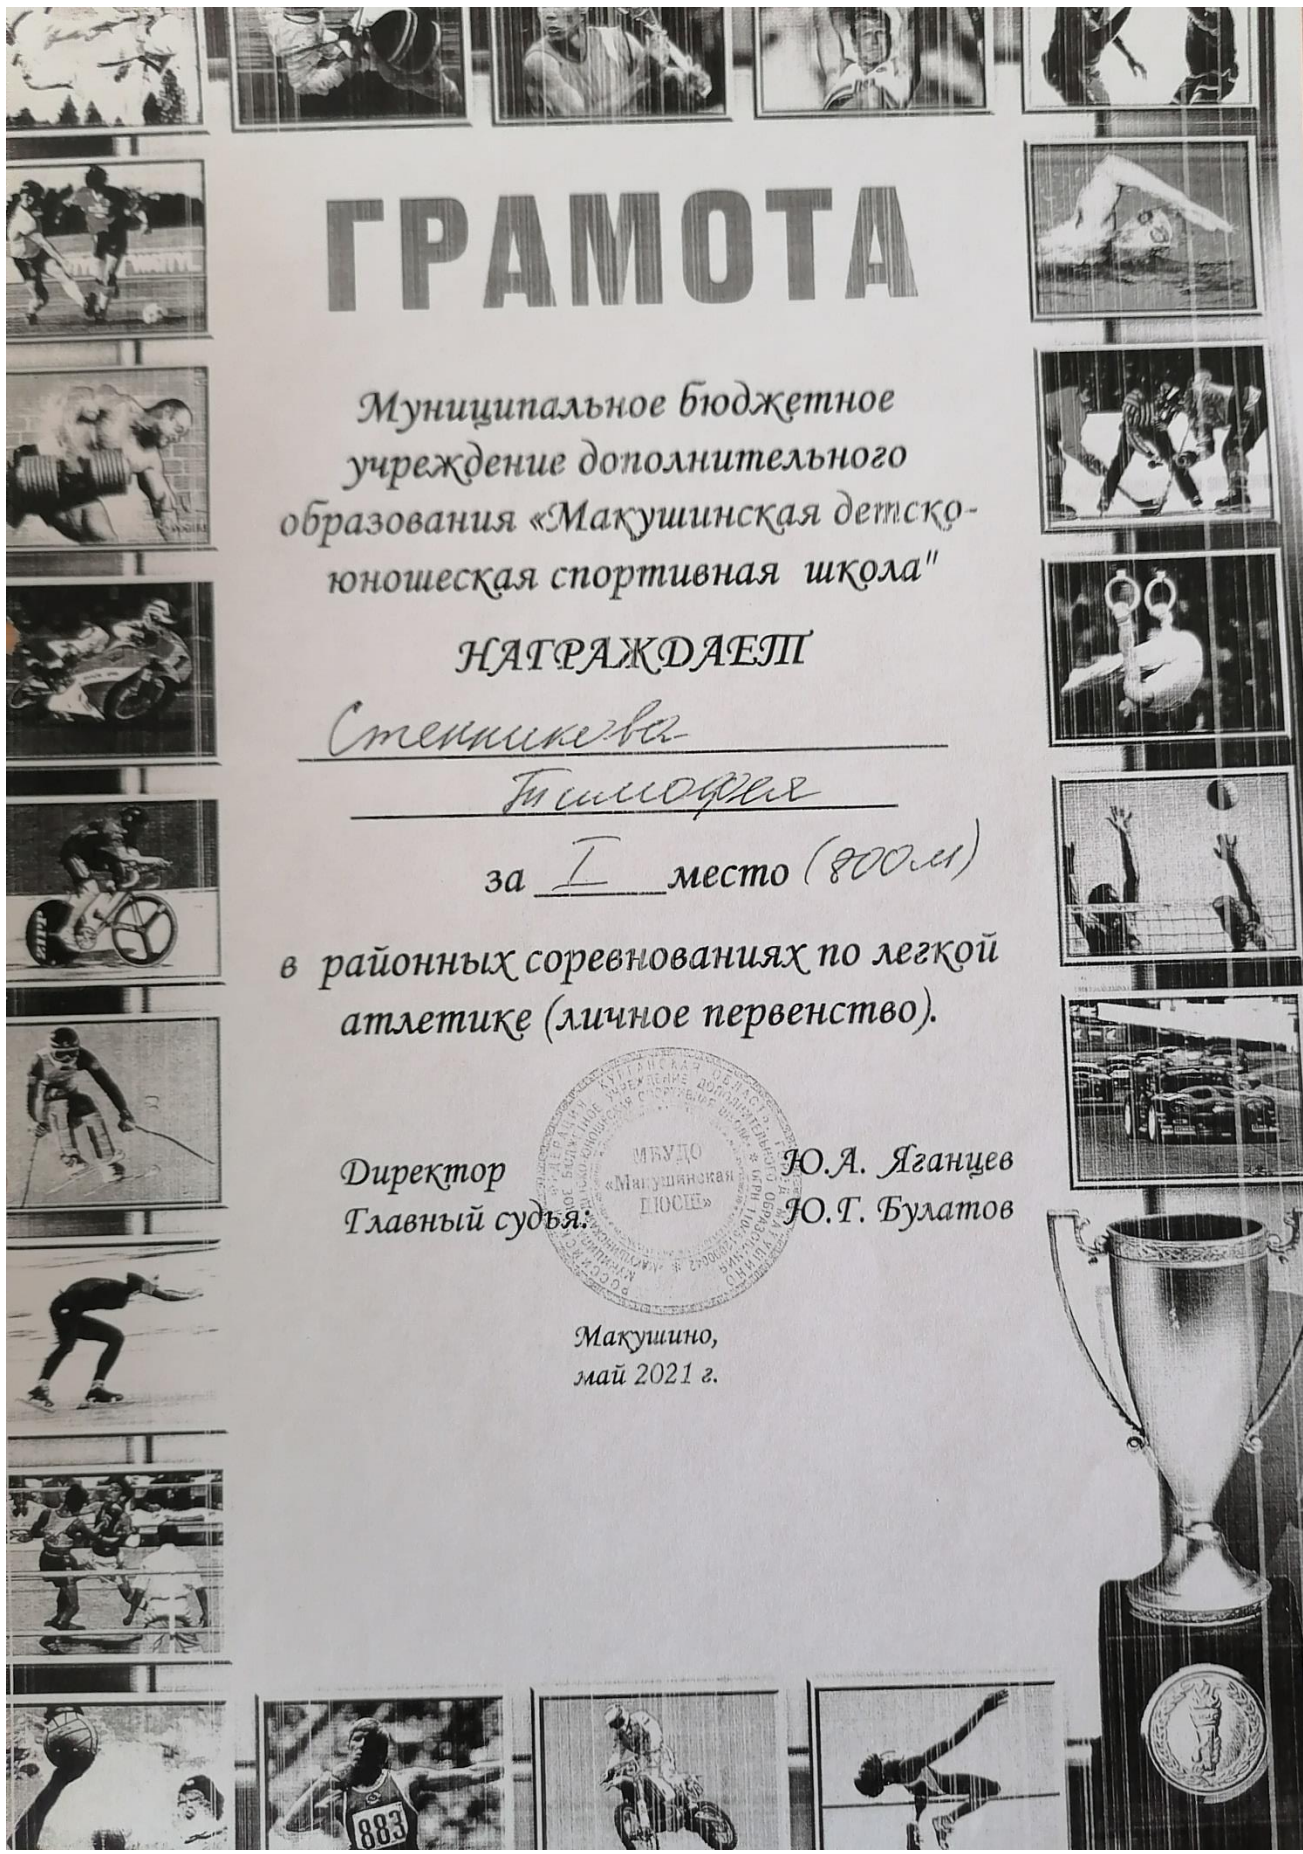 ГРАМОТА
Муниципальное бюджетное
учреждение дополнительного
образования «Макушинская детско-
юношеская спортивная школа"
НАГРАЖДАЕТ
Стенникова
Тимофея
за I место (800м)
в районных соревнованиях по легкой
атлетике (личное первенство).
Директор Ю.А. Яганцев
Главный судья: Ю.Г. Булатов
МБУДО
«Макушинская
ДЮСШ»
Макушино,
май 2021 г.
883